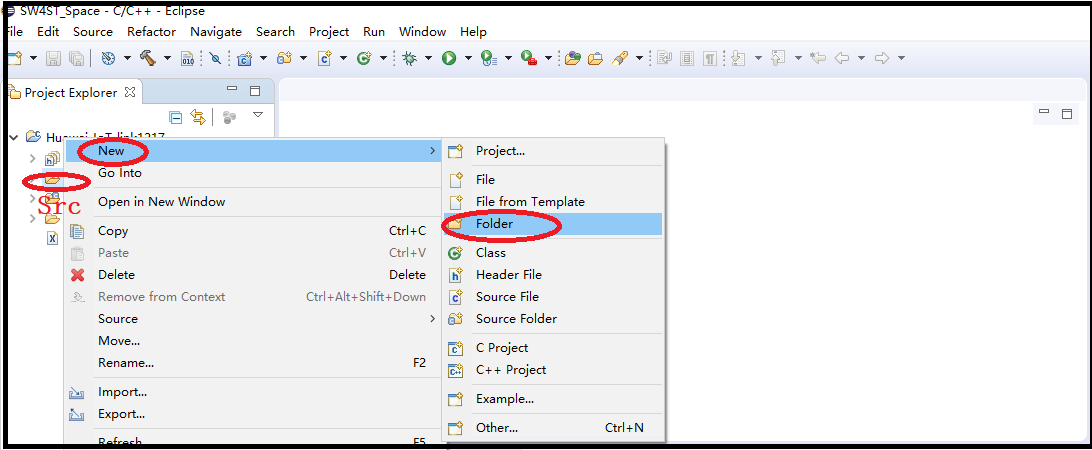 SW4ST_Space - C/C++ - Eclipse
File Edit Source Refactor Navigate Search Project Run Window Help
Project Explorer
Huawei-IoT-link1217
Src
New
Go Into
Open in New Window
Copy Ctrl+C
Paste Ctrl+V
Delete Delete
Remove from Context Ctrl+Alt+Shift+Down
Source
Move...
Rename... F2
Import...
Export...
Refresh F5
Project...
File
File from Template
Folder
Class
Header File
Source File
Source Folder
C Project
C++ Project
Example...
Other... Ctrl+N